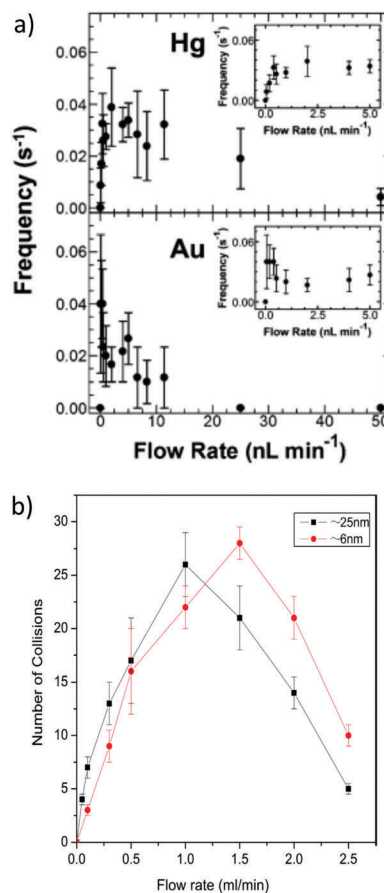 a)
Hg
Frequency (s⁻¹)
0.06
0.04
0.02
0.00
Frequency (s⁻¹)
0.06
0.00
0.0 2.5 5.0
Flow Rate (nL min⁻¹)
Au
0.06
0.04
0.02
0.00
Frequency (s⁻¹)
0.06
0.00
0.0 2.5 5.0
Flow Rate (nL min⁻¹)
0 10 20 30 40 50
Flow Rate (nL min⁻¹)
b)
~25nm
~6nm
Number of Collisions
30
25
20
15
10
5
0
0.0 0.5 1.0 1.5 2.0 2.5
Flow rate (ml/min)